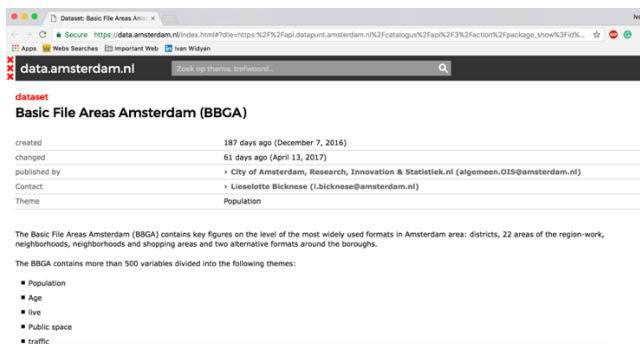 Dataset: Basic File Areas Amst
Secure https://data.amsterdam.nl/index.html#?dte=https:%2F%2Fapi.datapunt.amsterdam.nl%2Fcatalogus%2Fapi%2F3%2Faction%2Fpackage_show%3Fid%...
Apps Webs Searches Important Web Ivan Widyan
data.amsterdam.nl Zoek op thema, trefwoord...
dataset
Basic File Areas Amsterdam (BBGA)
created 187 days ago (December 7, 2016)
changed 61 days ago (April 13, 2017)
published by › City of Amsterdam, Research, Innovation & Statistiek.nl (algemeen.OIS@amsterdam.nl)
Contact › Lieselotte Bicknese (l.bicknese@amsterdam.nl)
Theme Population
The Basic File Areas Amsterdam (BBGA) contains key figures on the level of the most widely used formats in Amsterdam area: districts, 22 areas of the region-work,
neighborhoods, neighborhoods and shopping areas and two alternative formats around the boroughs.
The BBGA contains more than 500 variables divided into the following themes:
▪ Population
▪ Age
▪ live
▪ Public space
▪ traffic